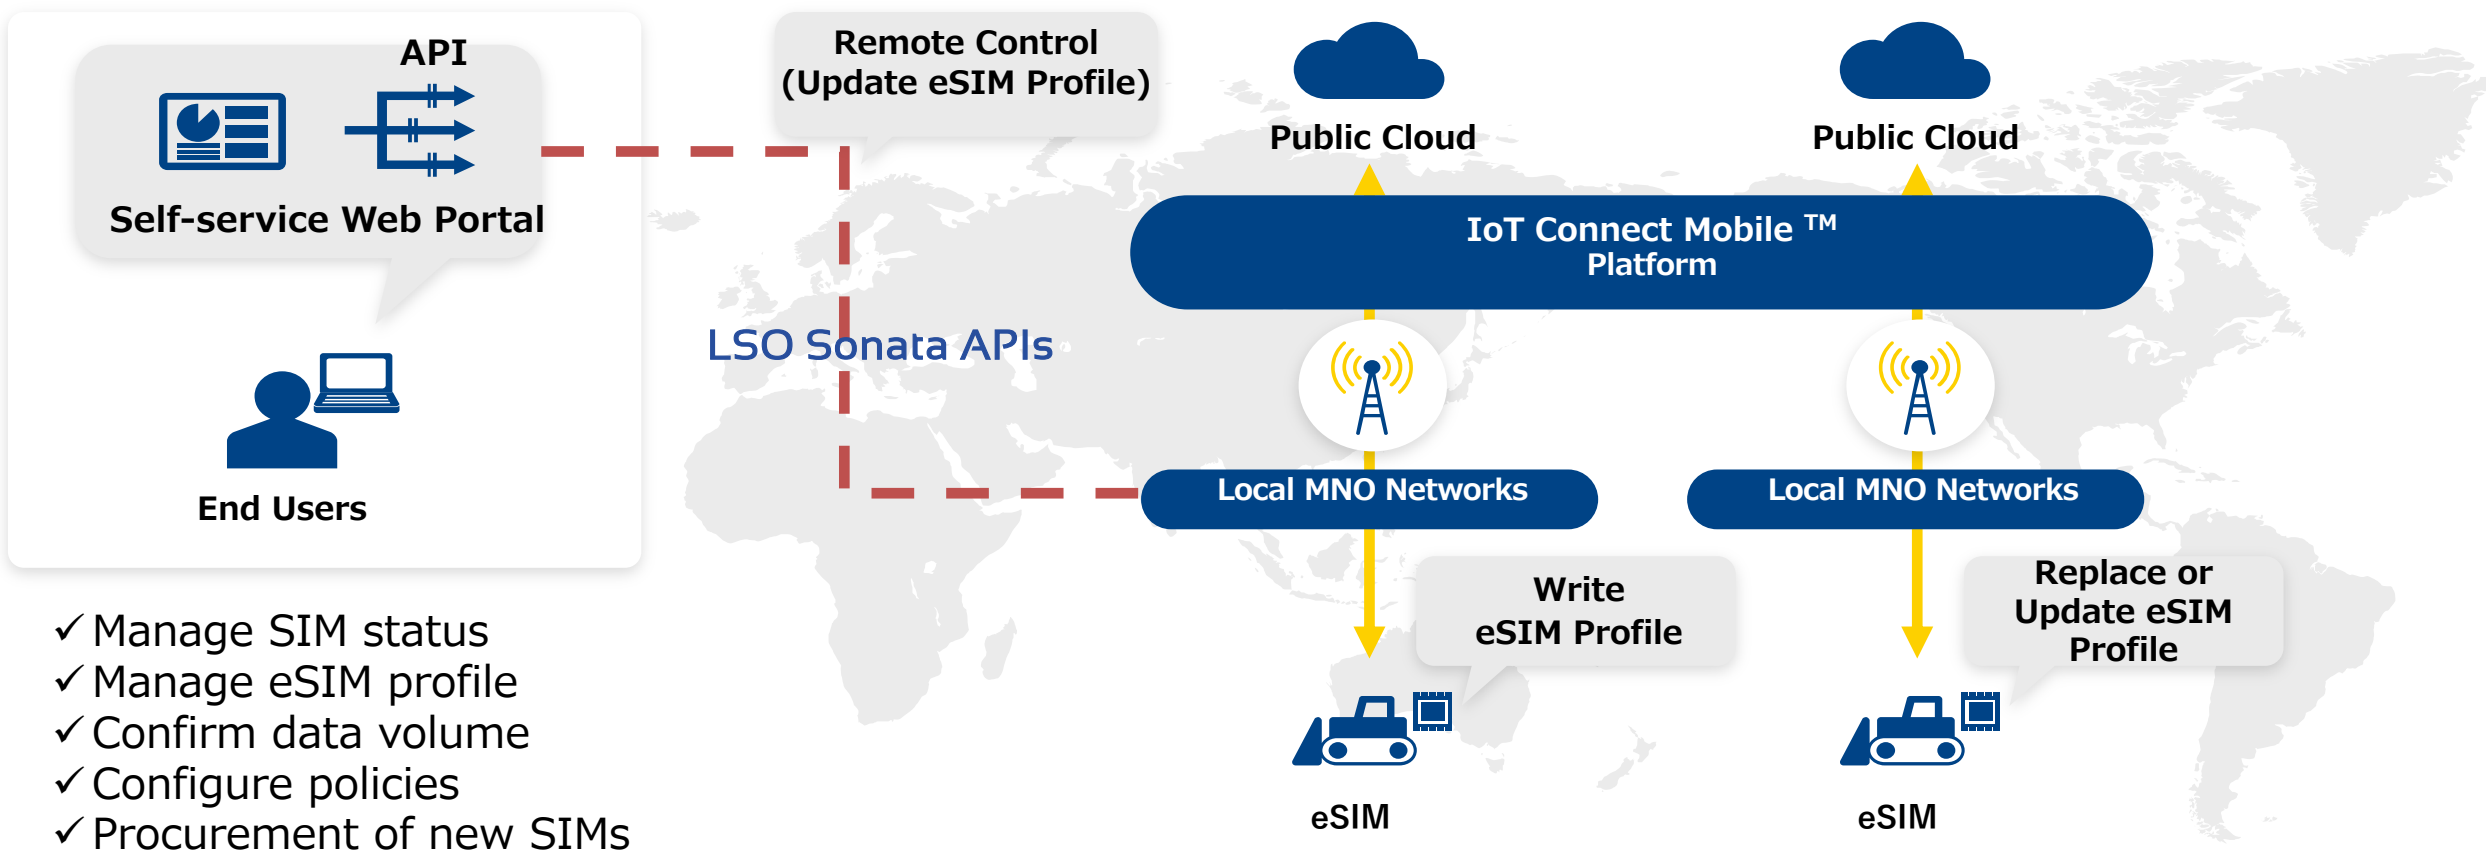 API
Self-service Web Portal
End Users
✓ Manage SIM status
✓ Manage eSIM profile
✓ Confirm data volume
✓ Configure policies
✓ Procurement of new SIMs
Remote Control
(Update eSIM Profile)
LSO Sonata APIs
Public Cloud
Public Cloud
IoT Connect Mobile TM
Platform
Local MNO Networks
Local MNO Networks
Write
eSIM Profile
Replace or
Update eSIM
Profile
eSIM
eSIM